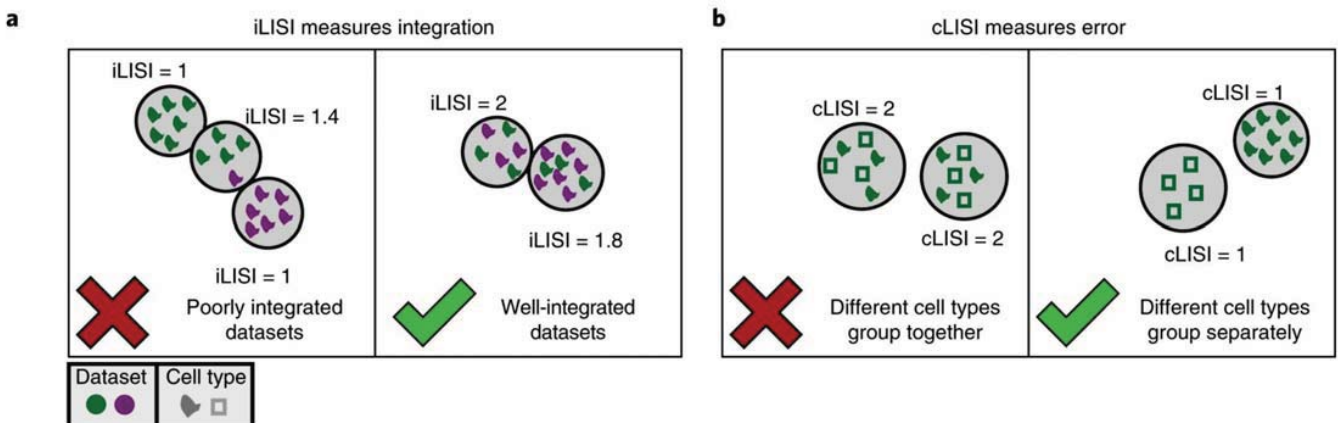 a
iLISI measures integration
iLISI = 1
iLISI = 1.4
iLISI = 1
Poorly integrated
datasets
iLISI = 2
iLISI = 1.8
Well-integrated
datasets
Dataset
Cell type
b
cLISI measures error
cLISI = 2
cLISI = 2
Different cell types
group together
cLISI = 1
cLISI = 1
Different cell types
group separately